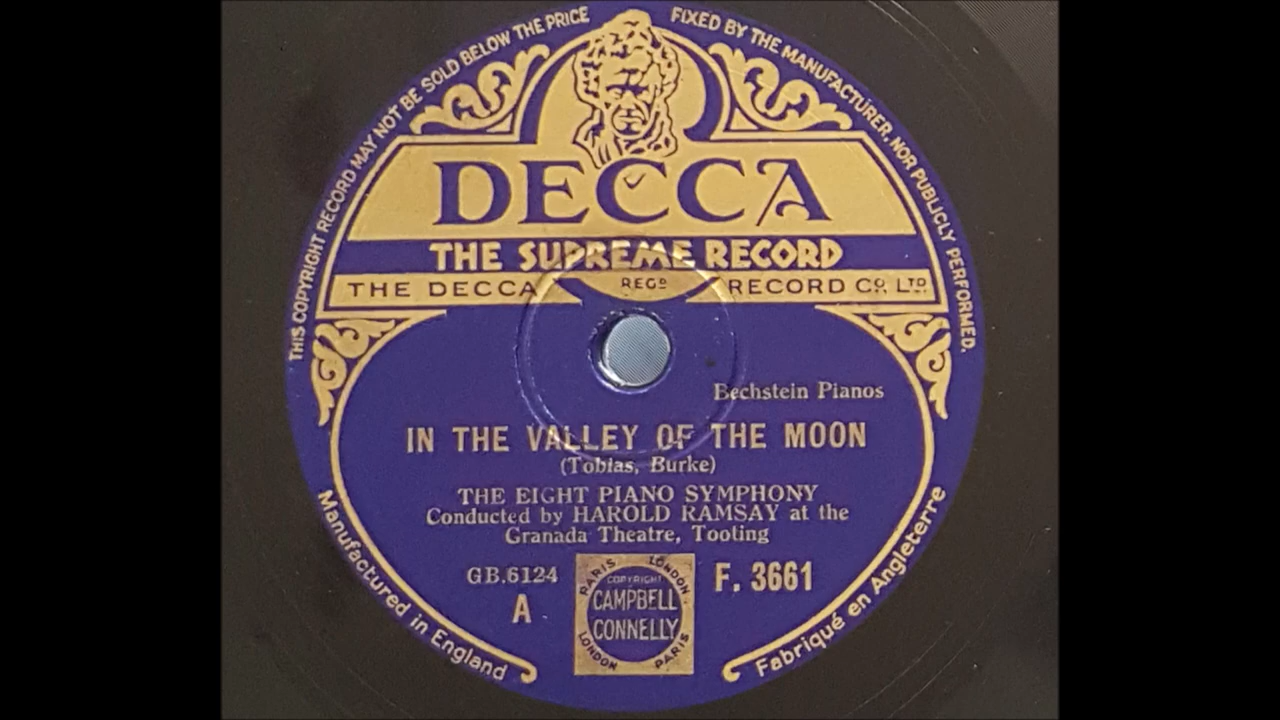 THIS COPYRIGHT RECORD MAY NOT BE SOLD BELOW THE PRICE FIXED BY THE MANUFACTURER, NOR PUBLICLY PERFORMED.
DECCA
THE SUPREME RECORD
THE DECCA REGD RECORD CO. LTD.
Bechstein Pianos
IN THE VALLEY OF THE MOON
(Tobias, Burke)
THE EIGHT PIANO SYMPHONY
Conducted by HAROLD RAMSAY at the
Granada Theatre, Tooting
GB.6124
A
PARIS LONDON
COPYRIGHT
CAMPBELL
CONNELLY
LONDON PARIS
F. 3661
Manufactured in England
Fabriqué en Angleterre